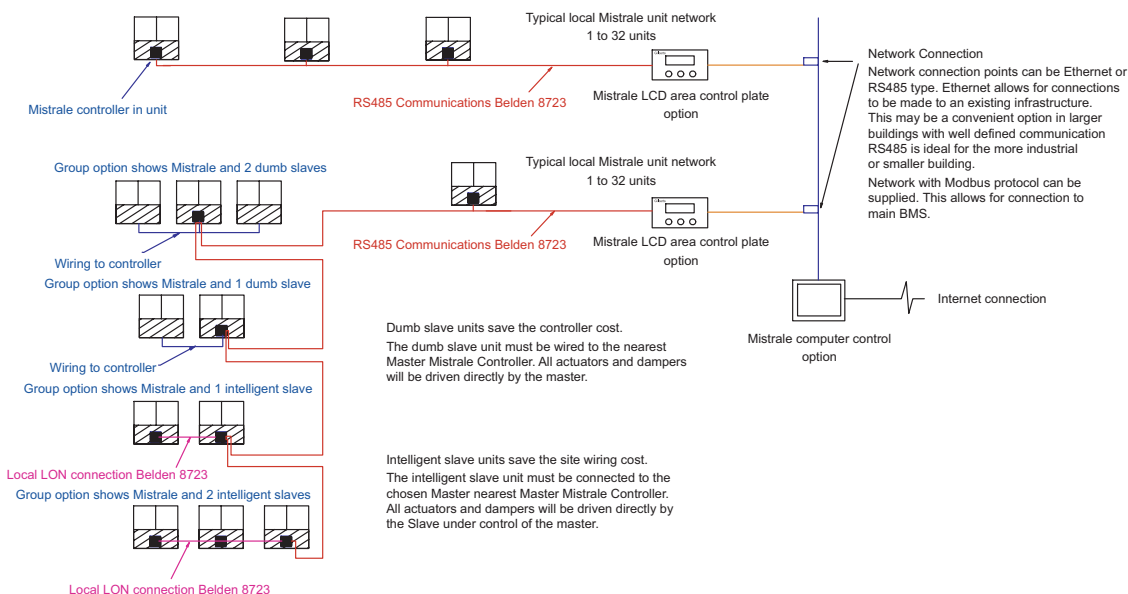 Typical local Mistrale unit network
1 to 32 units
Mistrale controller in unit
RS485 Communications Belden 8723
Mistrale LCD area control plate
option
Network Connection
Network connection points can be Ethernet or
RS485 type. Ethernet allows for connections
to be made to an existing infrastructure.
This may be a convenient option in larger
buildings with well defined communication
RS485 is ideal for the more industrial
or smaller building.
Network with Modbus protocol can be
supplied. This allows for connection to
main BMS.
Group option shows Mistrale and 2 dumb slaves
Typical local Mistrale unit network
1 to 32 units
Wiring to controller
RS485 Communications Belden 8723
Mistrale LCD area control plate
option
Group option shows Mistrale and 1 dumb slave
Internet connection
Mistrale computer control
option
Wiring to controller
Dumb slave units save the controller cost.
The dumb slave unit must be wired to the nearest
Master Mistrale Controller. All actuators and dampers
will be driven directly by the master.
Group option shows Mistrale and 1 intelligent slave
Local LON connection Belden 8723
Intelligent slave units save the site wiring cost.
The intelligent slave unit must be connected to the
chosen Master nearest Master Mistrale Controller.
All actuators and dampers will be driven directly by
the Slave under control of the master.
Group option shows Mistrale and 2 intelligent slaves
Local LON connection Belden 8723